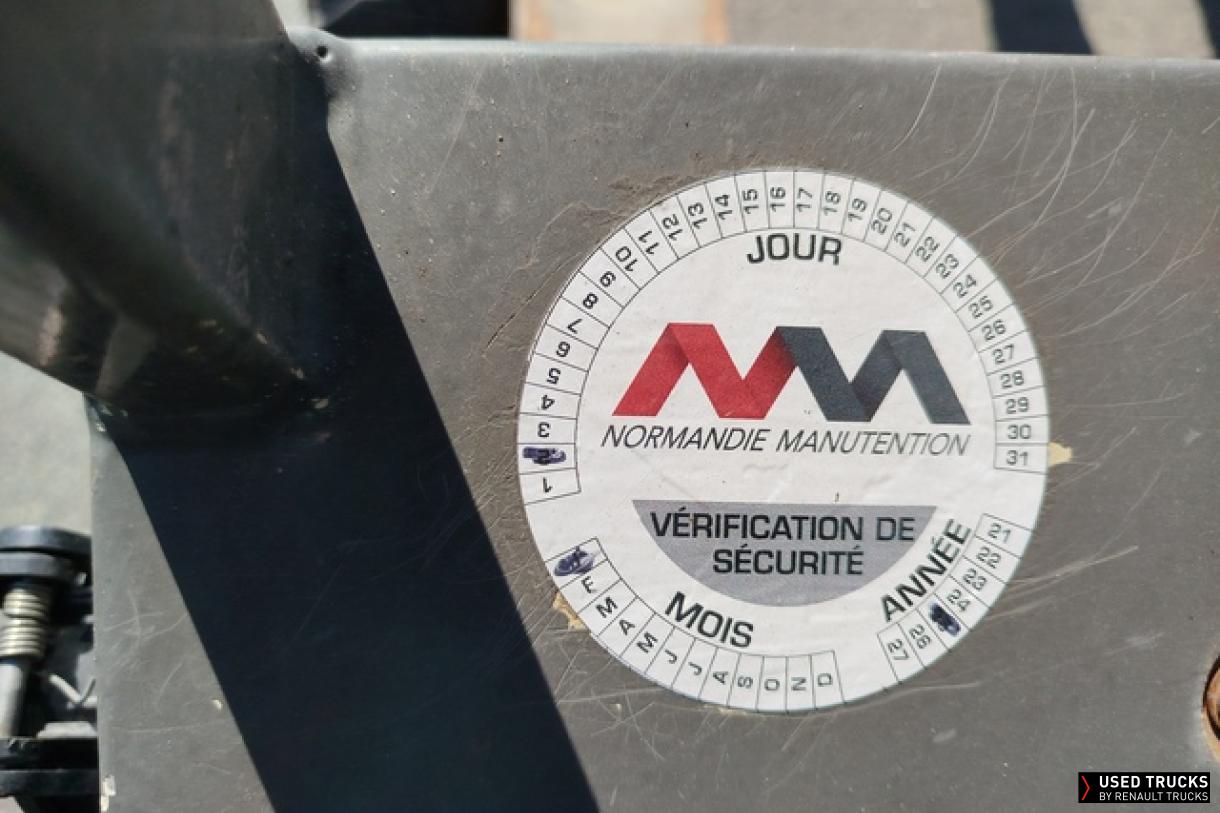 1
3
4
5
6
7
8
9
10
11
12
13
14
15
16
17
18
19
20
21
22
23
24
25
26
27
28
29
30
31
JOUR
NORMANDIE MANUTENTION
VÉRIFICATION DE
SÉCURITÉ
MOIS
F
M
A
M
J
J
A
S
O
N
D
ANNÉE
21
22
23
24
26
27
USED TRUCKS
BY RENAULT TRUCKS